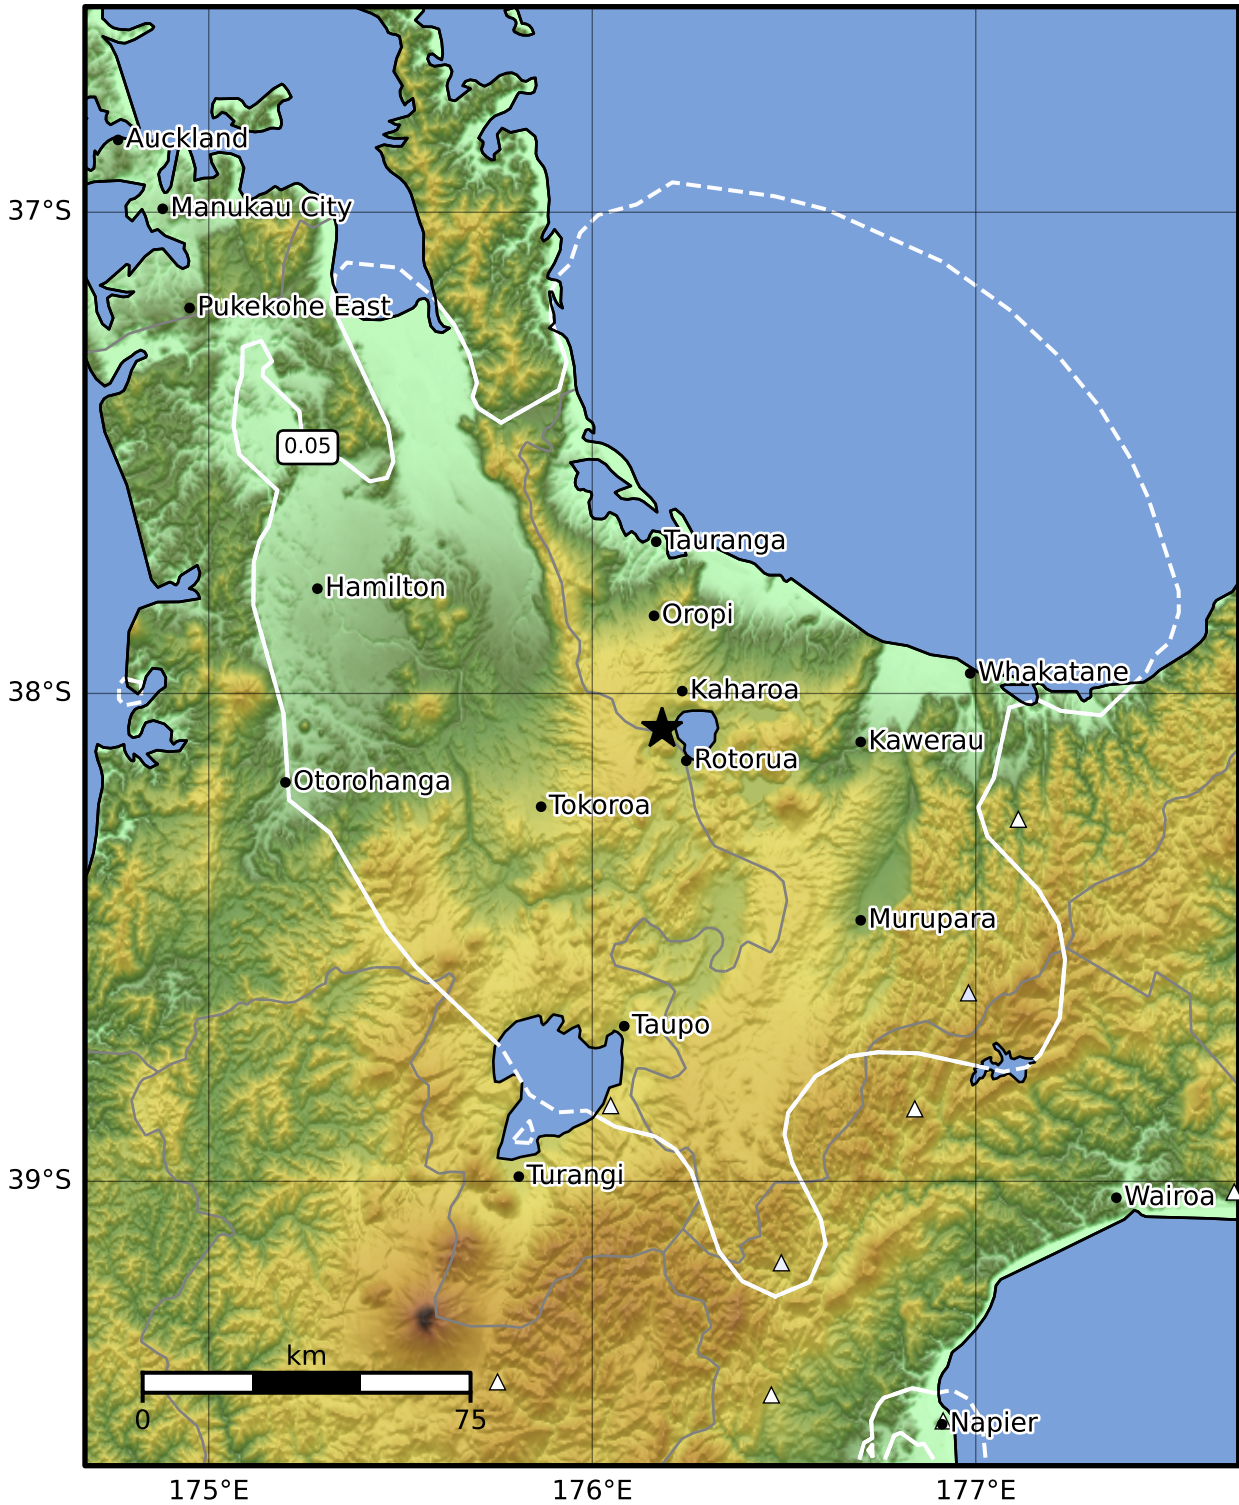 Auckland
37°S
Manukau City
Pukekohe East
0.05
Tauranga
Hamilton
Oropi
38°S
Whakatane
Kaharoa
Kawerau
Rotorua
Otorohanga
Tokoroa
Murupara
Taupo
39°S
Turangi
Wairoa
km
0
75
Napier
175°E
176°E
177°E